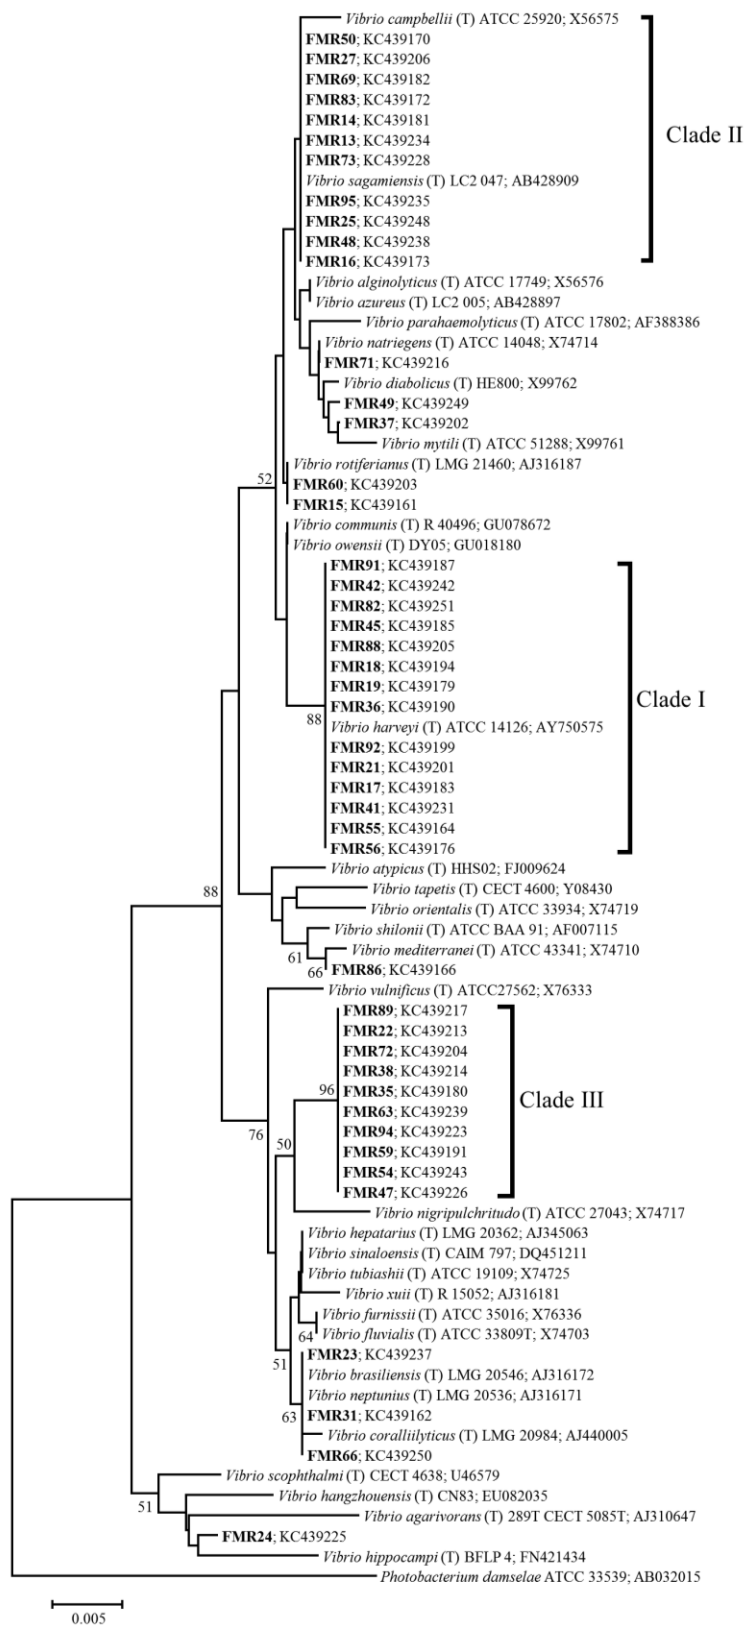 Vibrio campbellii (T) ATCC 25920; X56575
FMR50; KC439170
FMR27; KC439206
FMR69; KC439182
FMR83; KC439172
FMR14; KC439181
Clade II
FMR13; KC439234
FMR73; KC439228
Vibrio sagamiensis (T) LC2 047; AB428909
FMR95; KC439235
FMR25; KC439248
FMR48; KC439238
FMR16; KC439173
Vibrio alginolyticus (T) ATCC 17749; X56576
Vibrio azureus (T) LC2 005; AB428897
Vibrio parahaemolyticus (T) ATCC 17802; AF388386
Vibrio natriegens (T) ATCC 14048; X74714
FMR71; KC439216
Vibrio diabolicus (T) HE800; X99762
FMR49; KC439249
FMR37; KC439202
Vibrio mytili (T) ATCC 51288; X99761
Vibrio rotiferianus (T) LMG 21460; AJ316187
52
FMR60; KC439203
FMR15; KC439161
Vibrio communis (T) R 40496; GU078672
Vibrio owensii (T) DY05; GU018180
FMR91; KC439187
FMR42; KC439242
FMR82; KC439251
FMR45; KC439185
FMR88; KC439205
FMR18; KC439194
FMR19; KC439179
Clade I
FMR36; KC439190
88
Vibrio harveyi (T) ATCC 14126; AY750575
FMR92; KC439199
FMR21; KC439201
FMR17; KC439183
FMR41; KC439231
FMR55; KC439164
FMR56; KC439176
Vibrio atypicus (T) HHS02; FJ009624
88
Vibrio tapetis (T) CECT 4600; Y08430
Vibrio orientalis (T) ATCC 33934; X74719
Vibrio shilonii (T) ATCC BAA 91; AF007115
Vibrio mediterranei (T) ATCC 43341; X74710
61
66
FMR86; KC439166
Vibrio vulnificus (T) ATCC27562; X76333
FMR89; KC439217
FMR22; KC439213
FMR72; KC439204
FMR38; KC439214
96
FMR35; KC439180
Clade III
FMR63; KC439239
FMR94; KC439223
76
50
FMR59; KC439191
FMR54; KC439243
FMR47; KC439226
Vibrio nigripulchritudo (T) ATCC 27043; X74717
Vibrio hepatarius (T) LMG 20362; AJ345063
Vibrio sinaloensis (T) CAIM 797; DQ451211
Vibrio tubiashii (T) ATCC 19109; X74725
Vibrio xuii (T) R 15052; AJ316181
Vibrio furnissii (T) ATCC 35016; X76336
64
Vibrio fluvialis (T) ATCC 33809T; X74703
FMR23; KC439237
51
Vibrio brasiliensis (T) LMG 20546; AJ316172
Vibrio neptunius (T) LMG 20536; AJ316171
63
FMR31; KC439162
Vibrio coralliilyticus (T) LMG 20984; AJ440005
FMR66; KC439250
Vibrio scophthalmi (T) CECT 4638; U46579
Vibrio hangzhouensis (T) CN83; EU082035
51
Vibrio agarivorans (T) 289T CECT 5085T; AJ310647
FMR24; KC439225
Vibrio hippocampi (T) BFLP 4; FN421434
Photobacterium damselae ATCC 33539; AB032015
0.005